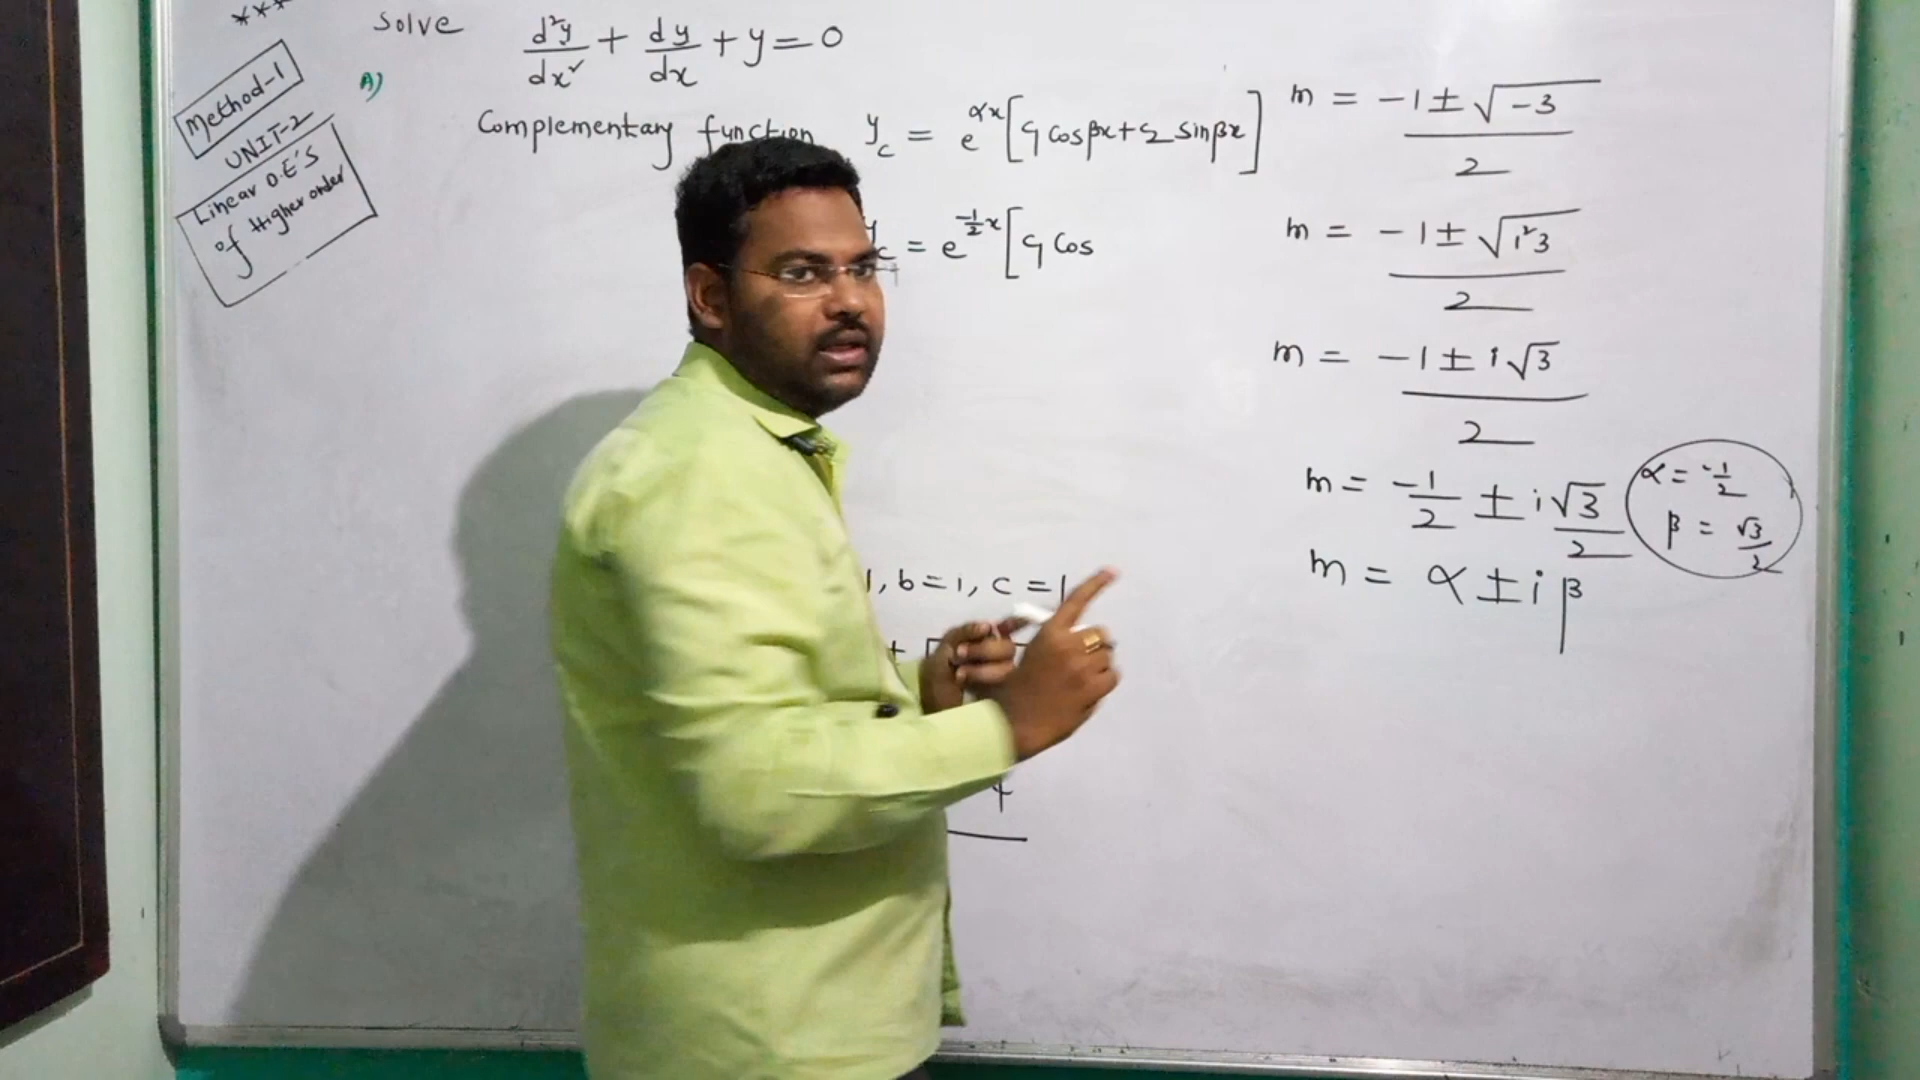 ***
Method-1
UNIT-2
Linear D.E's
of Higher order
Solve d²y/dx² + dy/dx + y = 0
A)
Complementary function y_c = e^{αx} [c₁ cosβx + c₂ sinβx]
y_c = e^{-1/2 x} [c₁ cos
1, b = 1, c = 1
m = (-1 ± √-3)/2
m = (-1 ± √i²3)/2
m = (-1 ± i√3)/2
m = -1/2 ± i√3/2
m = α ± iβ
α = -1/2
β = √3/2